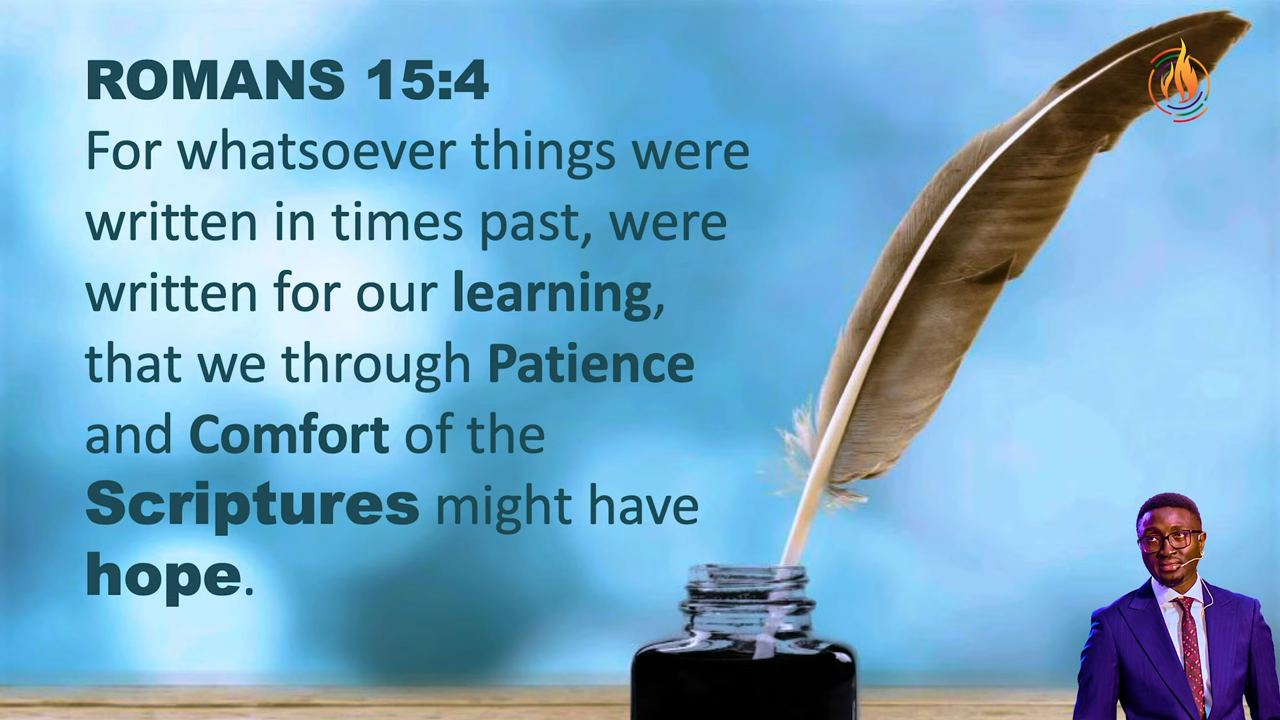 ROMANS 15:4
For whatsoever things were
written in times past, were
written for our learning,
that we through Patience
and Comfort of the
Scriptures might have
hope.